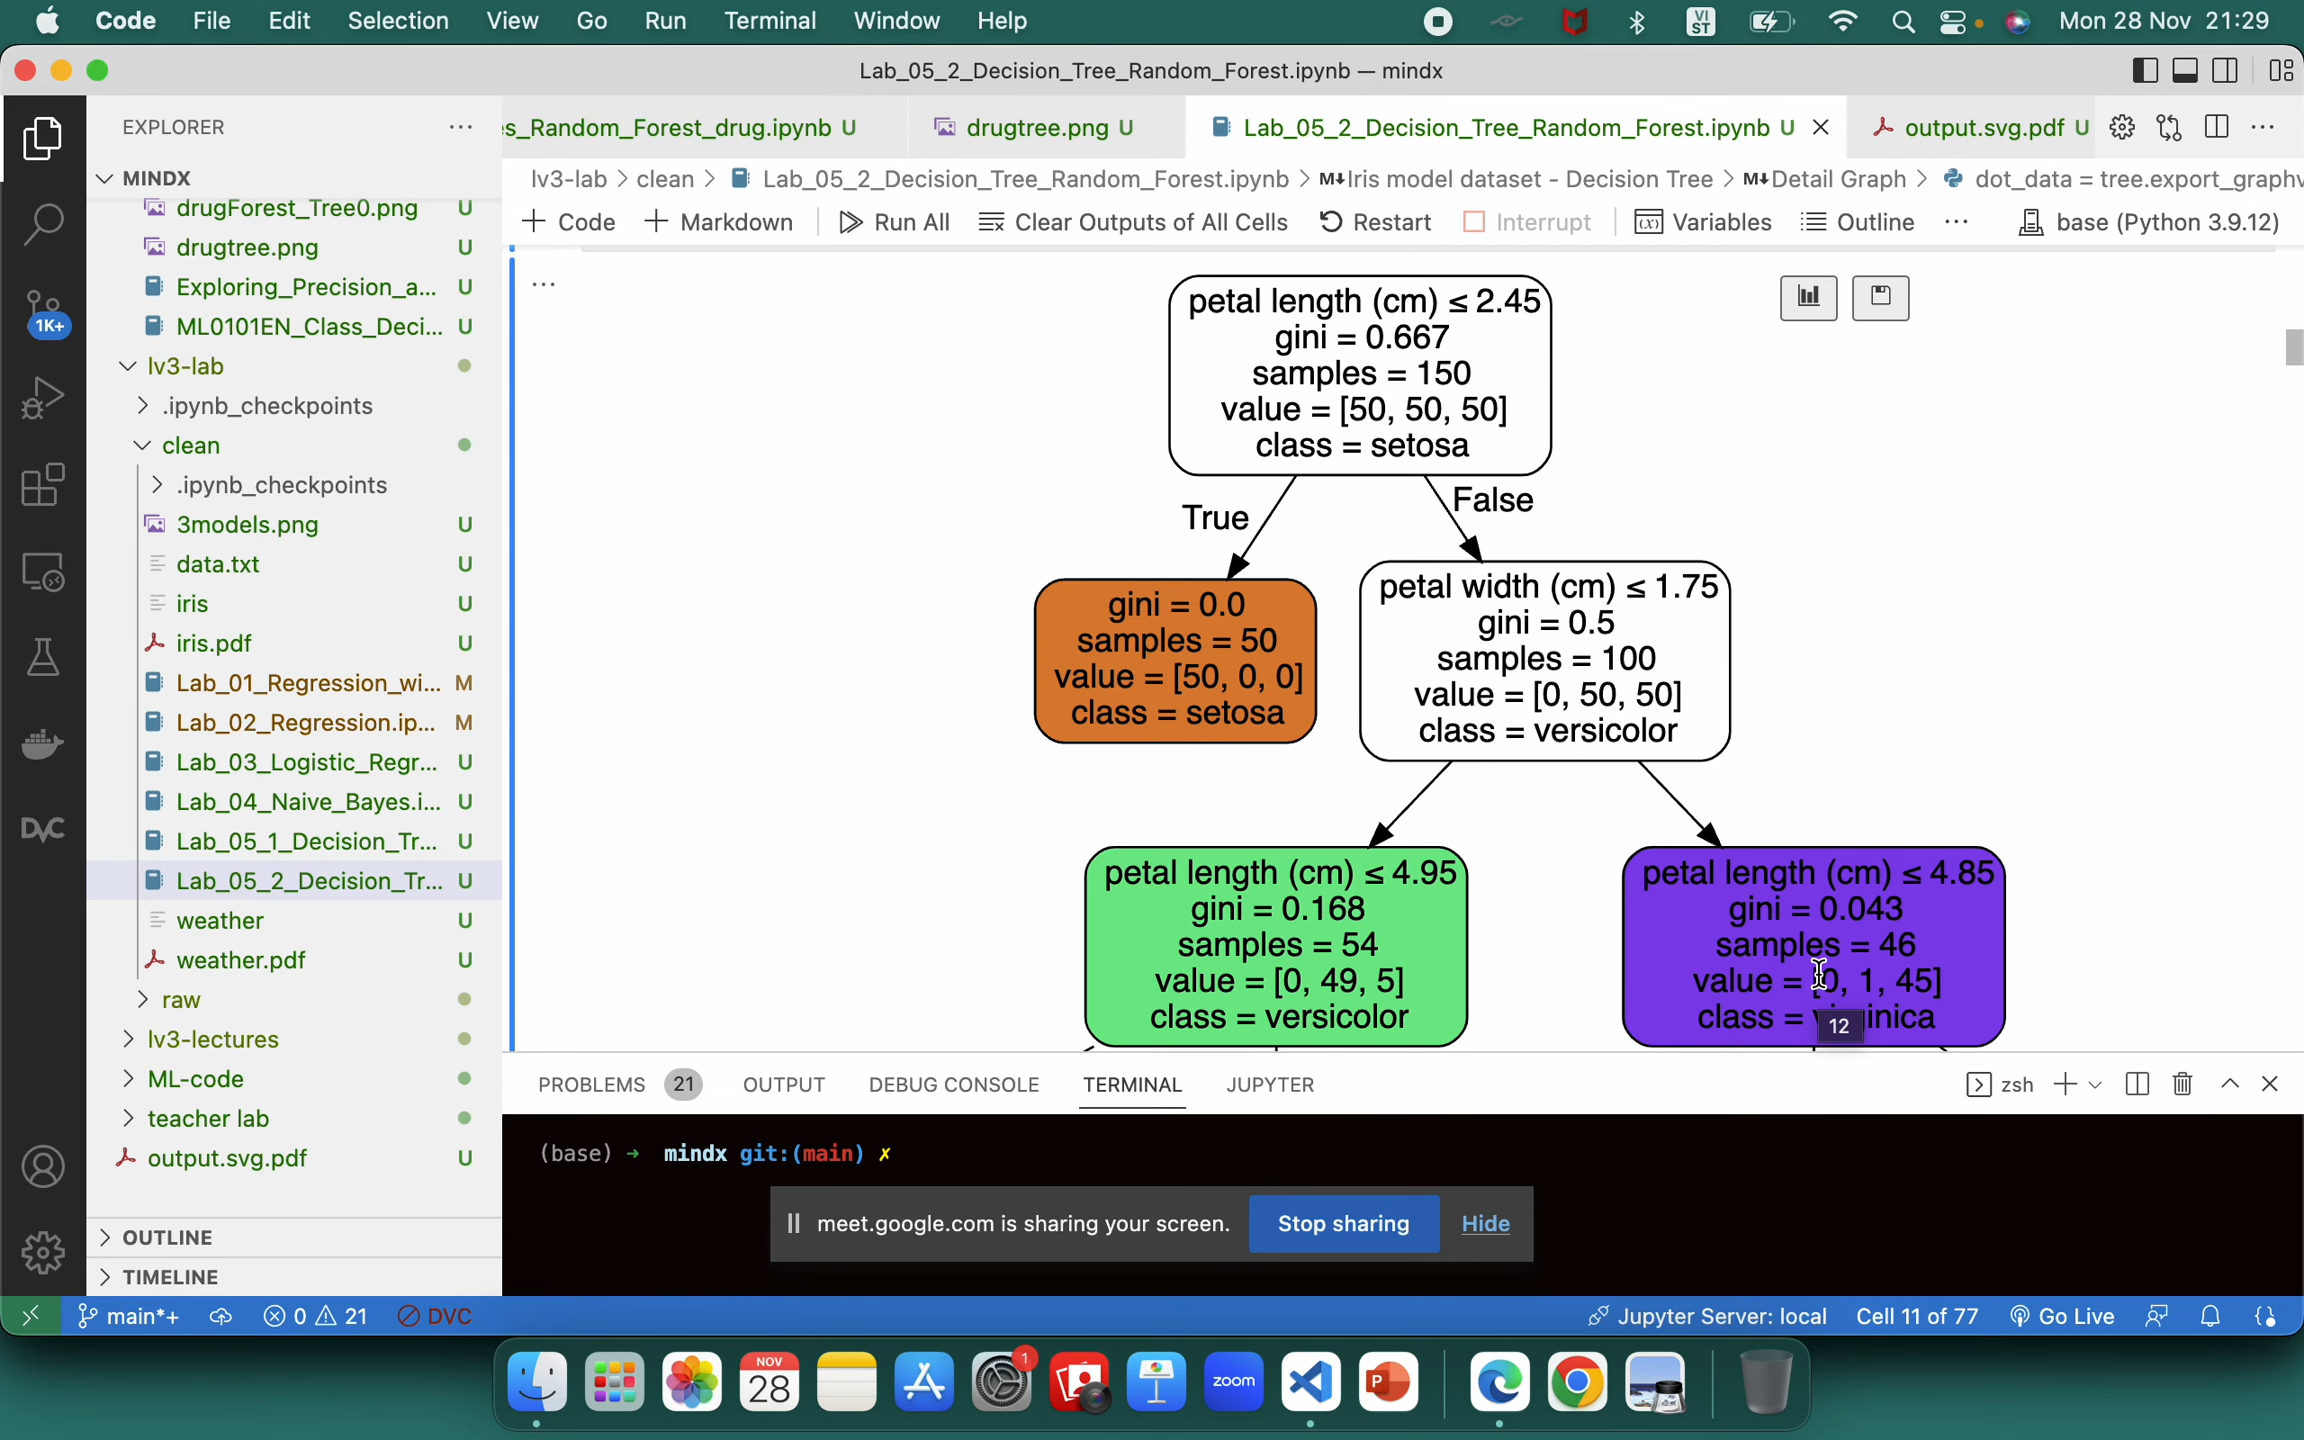 Code File Edit Selection View Go Run Terminal Window Help VI ST Mon 28 Nov 21:29
Lab_05_2_Decision_Tree_Random_Forest.ipynb — mindx
EXPLORER
s_Random_Forest_drug.ipynb U drugtree.png U Lab_05_2_Decision_Tree_Random_Forest.ipynb U output.svg.pdf U
MINDX
lv3-lab > clean > Lab_05_2_Decision_Tree_Random_Forest.ipynb > M↓Iris model dataset - Decision Tree > M↓Detail Graph > dot_data = tree.export_graphv
+ Code + Markdown Run All Clear Outputs of All Cells Restart Interrupt Variables Outline ... base (Python 3.9.12)
drugForest_Tree0.png U
drugtree.png U
Exploring_Precision_a... U
ML0101EN_Class_Deci... U
1K+
lv3-lab
.ipynb_checkpoints
clean
.ipynb_checkpoints
3models.png U
data.txt U
iris U
iris.pdf U
Lab_01_Regression_wi... M
Lab_02_Regression.ip... M
Lab_03_Logistic_Regr... U
Lab_04_Naive_Bayes.i... U
Lab_05_1_Decision_Tr... U
Lab_05_2_Decision_Tr... U
weather U
weather.pdf U
raw
lv3-lectures
ML-code
teacher lab
output.svg.pdf U
DVC
OUTLINE
TIMELINE
petal length (cm) ≤ 2.45
gini = 0.667
samples = 150
value = [50, 50, 50]
class = setosa
True
False
gini = 0.0
samples = 50
value = [50, 0, 0]
class = setosa
petal width (cm) ≤ 1.75
gini = 0.5
samples = 100
value = [0, 50, 50]
class = versicolor
petal length (cm) ≤ 4.95
gini = 0.168
samples = 54
value = [0, 49, 5]
class = versicolor
petal length (cm) ≤ 4.85
gini = 0.043
samples = 46
value = [0, 1, 45]
class =
12
PROBLEMS 21 OUTPUT DEBUG CONSOLE TERMINAL JUPYTER zsh
(base) → mindx git:(main) ✗
meet.google.com is sharing your screen. Stop sharing Hide
main*+ 0 21 DVC Jupyter Server: local Cell 11 of 77 Go Live
NOV
28
1
zoom
P